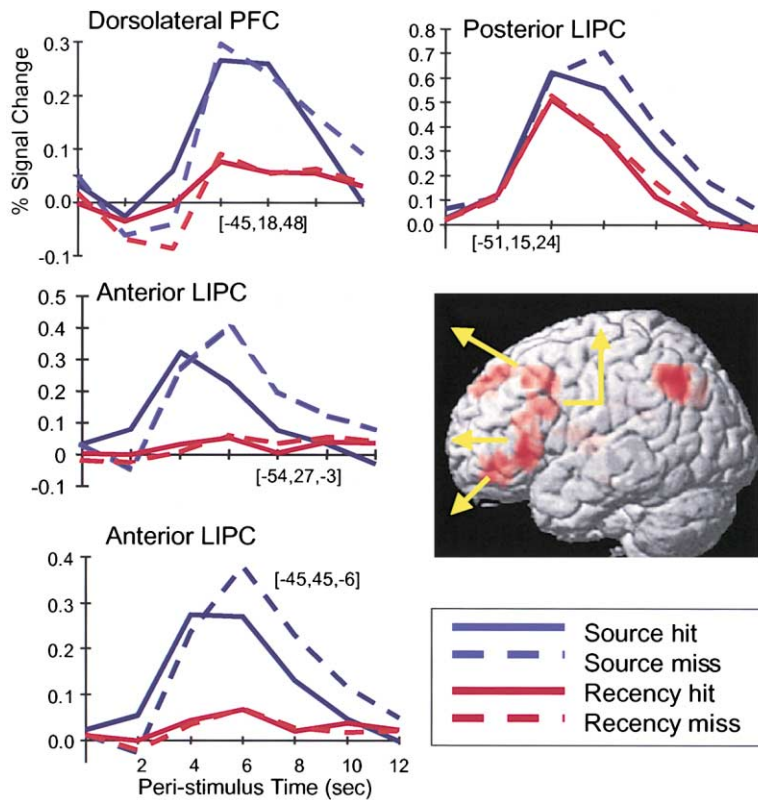 Dorsolateral PFC
0.3
0.2
0.1
0.0
-0.1
% Signal Change
[-45,18,48]
Posterior LIPC
0.8
0.7
0.6
0.5
0.4
0.3
0.2
0.1
0.0
[-51,15,24]
Anterior LIPC
0.5
0.4
0.3
0.2
0.1
0
-0.1
[-54,27,-3]
Anterior LIPC
0.4
0.3
0.2
0.1
0.0
[-45,45,-6]
2 4 6 8 10 12
Peri-stimulus Time (sec)
Source hit
Source miss
Recency hit
Recency miss